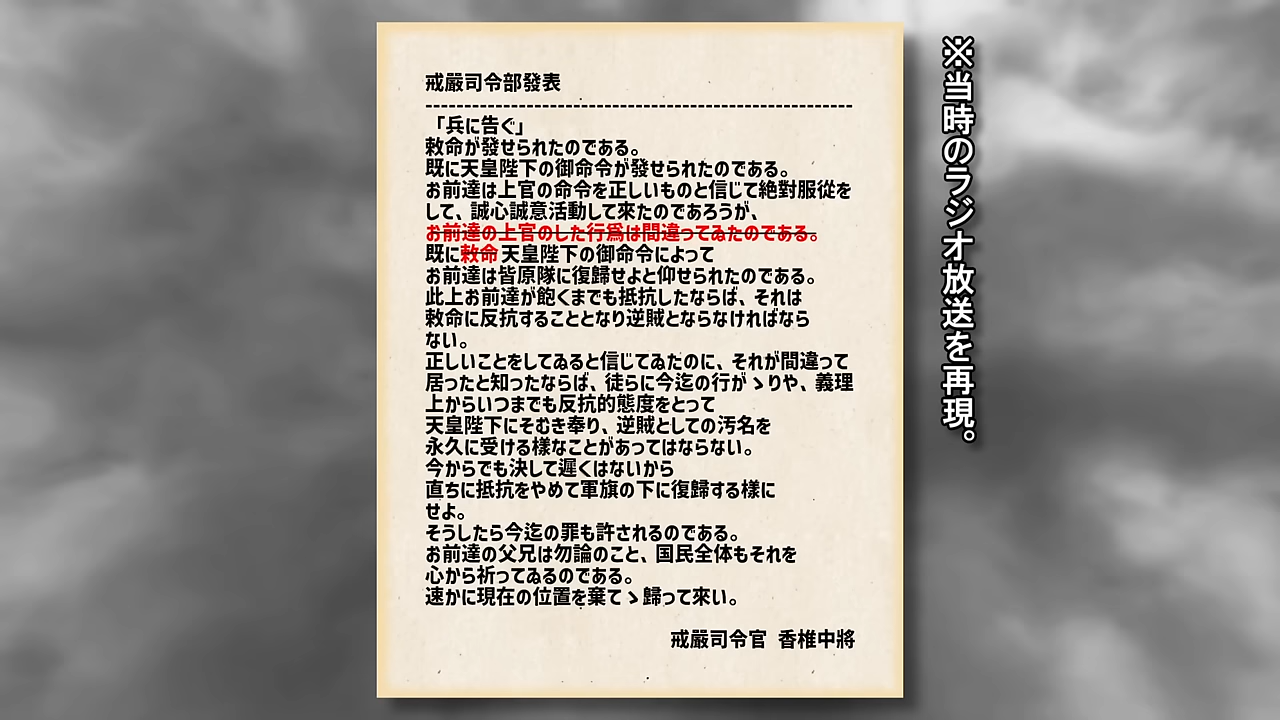 戒嚴司令部發表
「兵に告ぐ」
敕命が發せられたのである。
既に天皇陛下の御命令が發せられたのである。
お前達は上官の命令を正しいものと信じて絶對服從を
して、誠心誠意活動して來たのであろうが、
お前達の上官のした行爲は間違ってゐたのである。
既に敕命天皇陛下の御命令によって
お前達は皆原隊に復歸せよと仰せられたのである。
此上お前達が飽くまでも抵抗したならば、それは
敕命に反抗することとなり逆賊とならなければなら
ない。
正しいことをしてゐると信じてゐたのに、それが間違って
居ったと知ったならば、徒らに今迄の行がゝりや、義理
上からいつまでも反抗的態度をとって
天皇陛下にそむき奉り、逆賊としての汚名を
永久に受ける樣なことがあってはならない。
今からでも決して遲くはないから
直ちに抵抗をやめて軍旗の下に復歸する樣に
せよ。
そうしたら今迄の罪も許されるのである。
お前達の父兄は勿論のこと、国民全体もそれを
心から祈ってゐるのである。
速かに現在の位置を棄てゝ歸って來い。
戒嚴司令官 香椎中將
※当時のラジオ放送を再現。